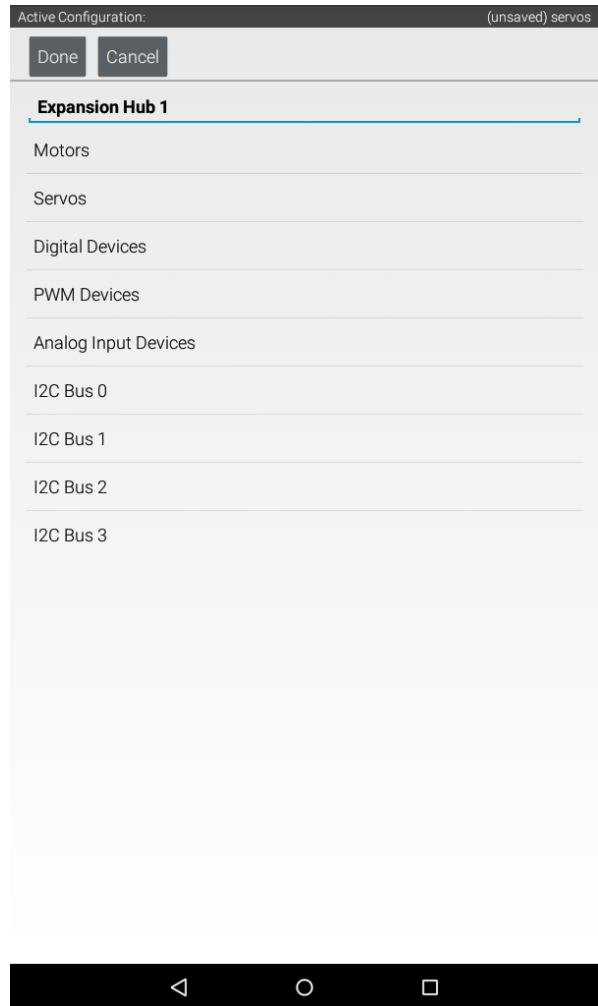 Active Configuration: (unsaved) servos
Done Cancel
Expansion Hub 1
Motors
Servos
Digital Devices
PWM Devices
Analog Input Devices
I2C Bus 0
I2C Bus 1
I2C Bus 2
I2C Bus 3